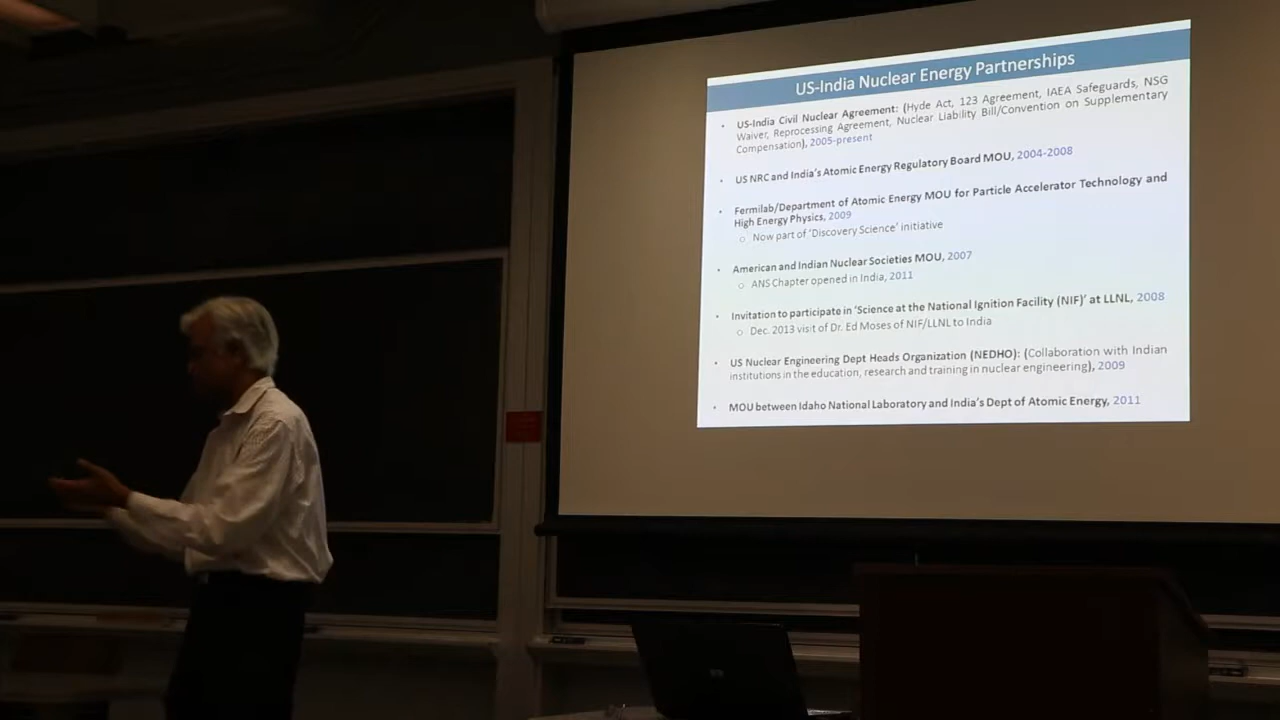 US-India Nuclear Energy Partnerships
• US-India Civil Nuclear Agreement: (Hyde Act, 123 Agreement, IAEA Safeguards, NSG
Waiver, Reprocessing Agreement, Nuclear Liability Bill/Convention on Supplementary
Compensation), 2005-present
• US NRC and India's Atomic Energy Regulatory Board MOU, 2004-2008
• Fermilab/Department of Atomic Energy MOU for Particle Accelerator Technology and
High Energy Physics, 2009
○ Now part of 'Discovery Science' initiative
• American and Indian Nuclear Societies MOU, 2007
○ ANS Chapter opened in India, 2011
• Invitation to participate in 'Science at the National Ignition Facility (NIF)' at LLNL, 2008
○ Dec. 2013 visit of Dr. Ed Moses of NIF/LLNL to India
• US Nuclear Engineering Dept Heads Organization (NEDHO): (Collaboration with Indian
institutions in the education, research and training in nuclear engineering), 2009
• MOU between Idaho National Laboratory and India's Dept of Atomic Energy, 2011